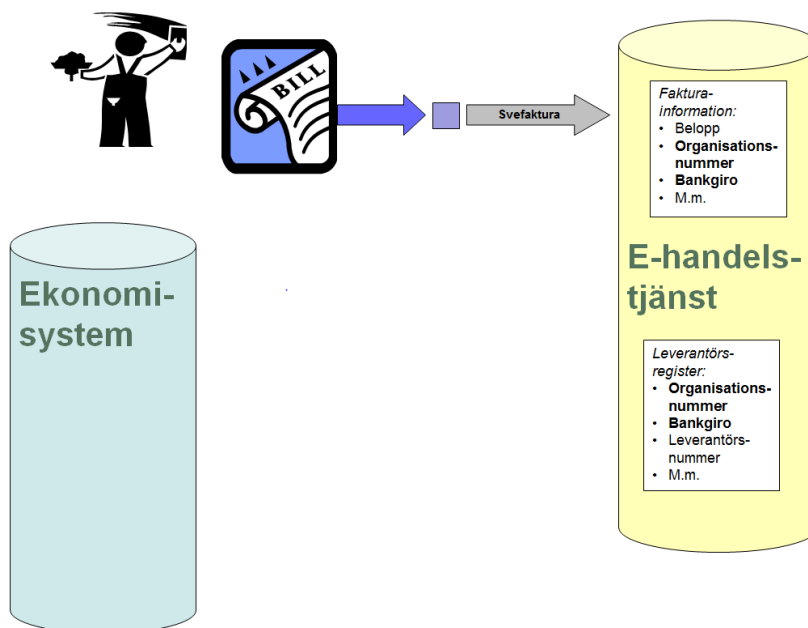 BILL
Svefaktura
Faktura-
information:
• Belopp
• Organisations-
nummer
• Bankgiro
• M.m.
E-handels-
tjänst
Ekonomi-
system
Leverantörs-
register:
• Organisations-
nummer
• Bankgiro
• Leverantörs-
nummer
• M.m.